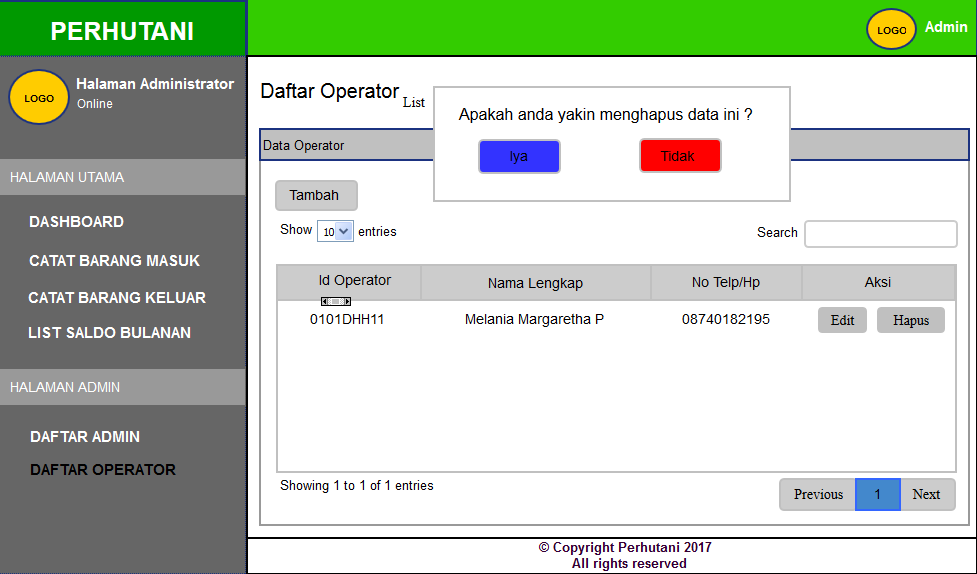 PERHUTANI
LOGO
Admin
LOGO
Halaman Administrator
Online
HALAMAN UTAMA
DASHBOARD
CATAT BARANG MASUK
CATAT BARANG KELUAR
LIST SALDO BULANAN
HALAMAN ADMIN
DAFTAR ADMIN
DAFTAR OPERATOR
Daftar Operator List
Apakah anda yakin menghapus data ini ?
Iya Tidak
Data Operator
Tambah
Show 10 entries
Search
Id Operator Nama Lengkap No Telp/Hp Aksi
0101DHH11 Melania Margaretha P 08740182195 Edit Hapus
Showing 1 to 1 of 1 entries
Previous 1 Next
© Copyright Perhutani 2017
All rights reserved